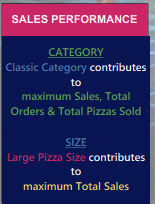 SALES PERFORMANCE
CATEGORY
Classic Category contributes
to
maximum Sales, Total
Orders & Total Pizzas Sold
SIZE
Large Pizza Size contributes
to
maximum Total Sales